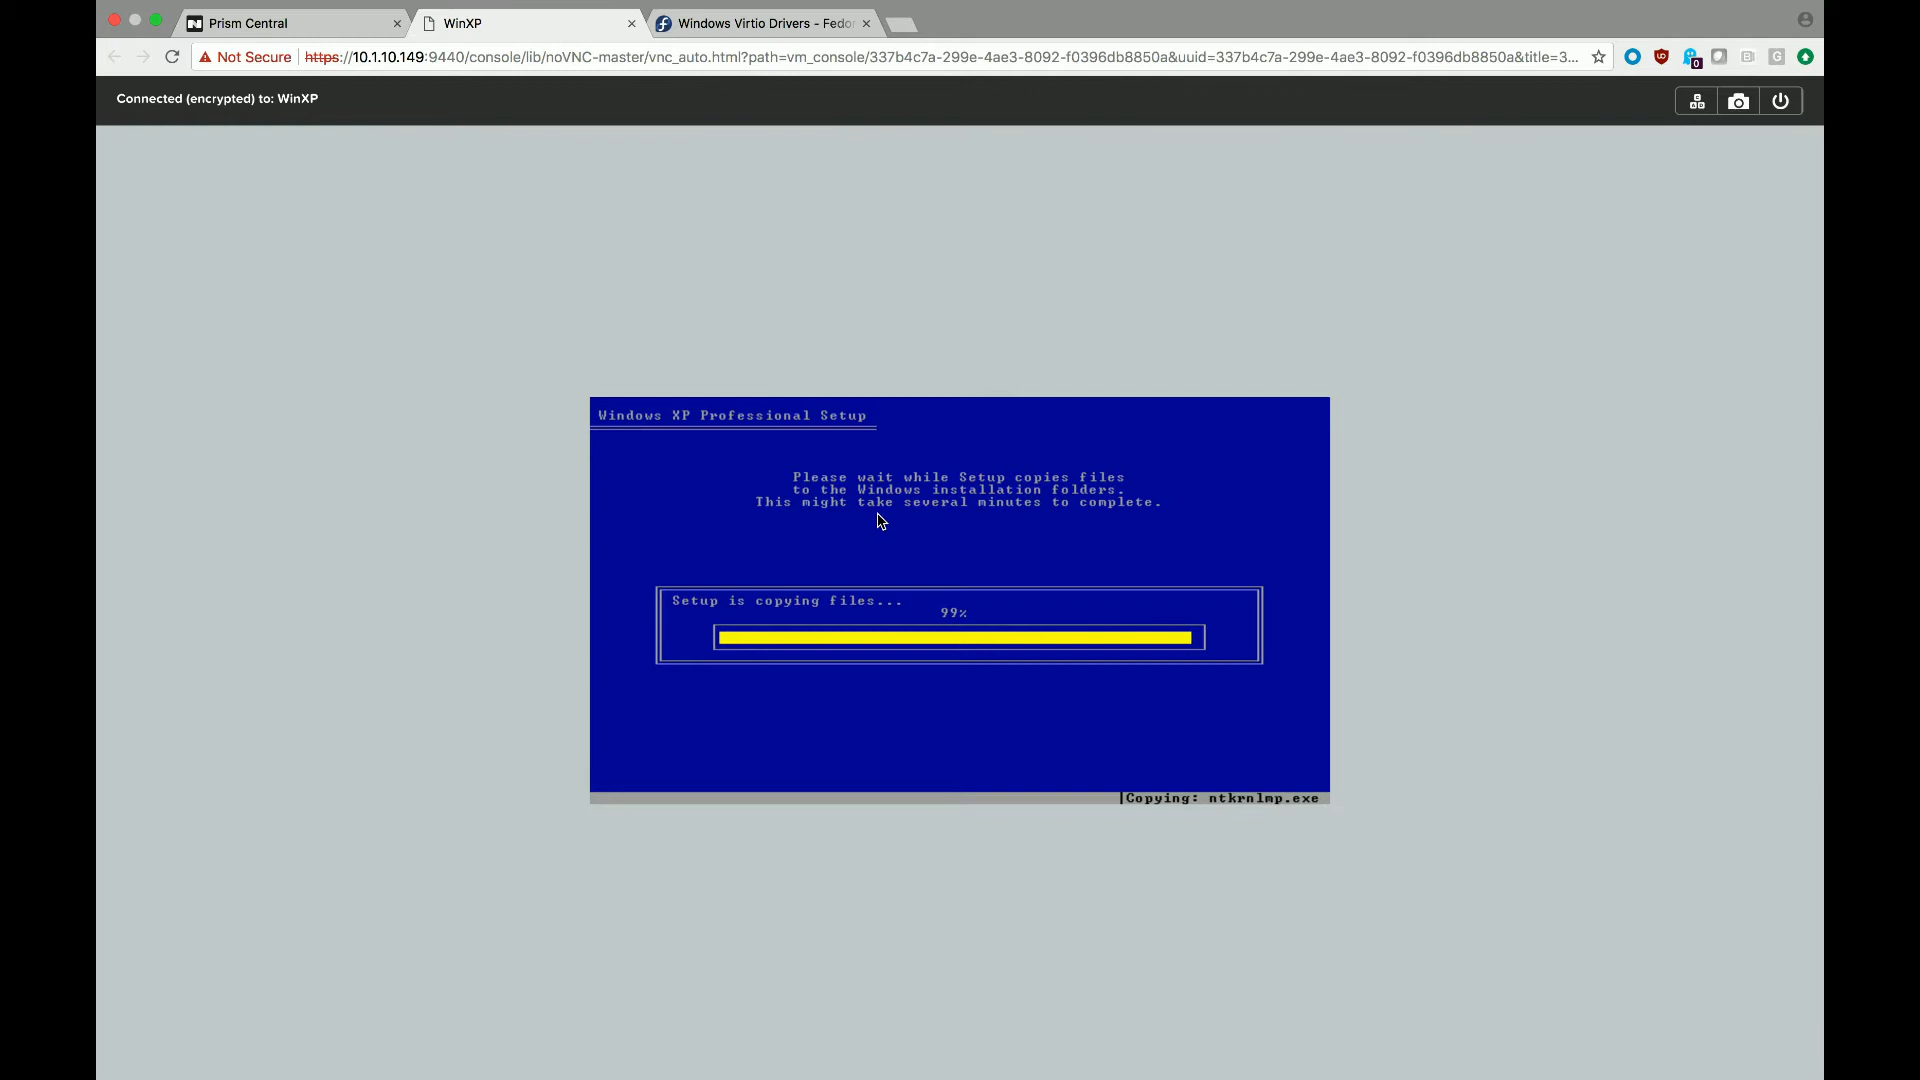 Prism Central
WinXP
Windows Virtio Drivers - Fedo
Not Secure
https://10.1.10.149:9440/console/lib/noVNC-master/vnc_auto.html?path=vm_console/337b4c7a-299e-4ae3-8092-f0396db8850a&uuid=337b4c7a-299e-4ae3-8092-f0396db8850a&title=3...
0
G
Connected (encrypted) to: WinXP
Windows XP Professional Setup
Please wait while Setup copies files
to the Windows installation folders.
This might take several minutes to complete.
Setup is copying files...
99%
Copying: ntkrnlmp.exe